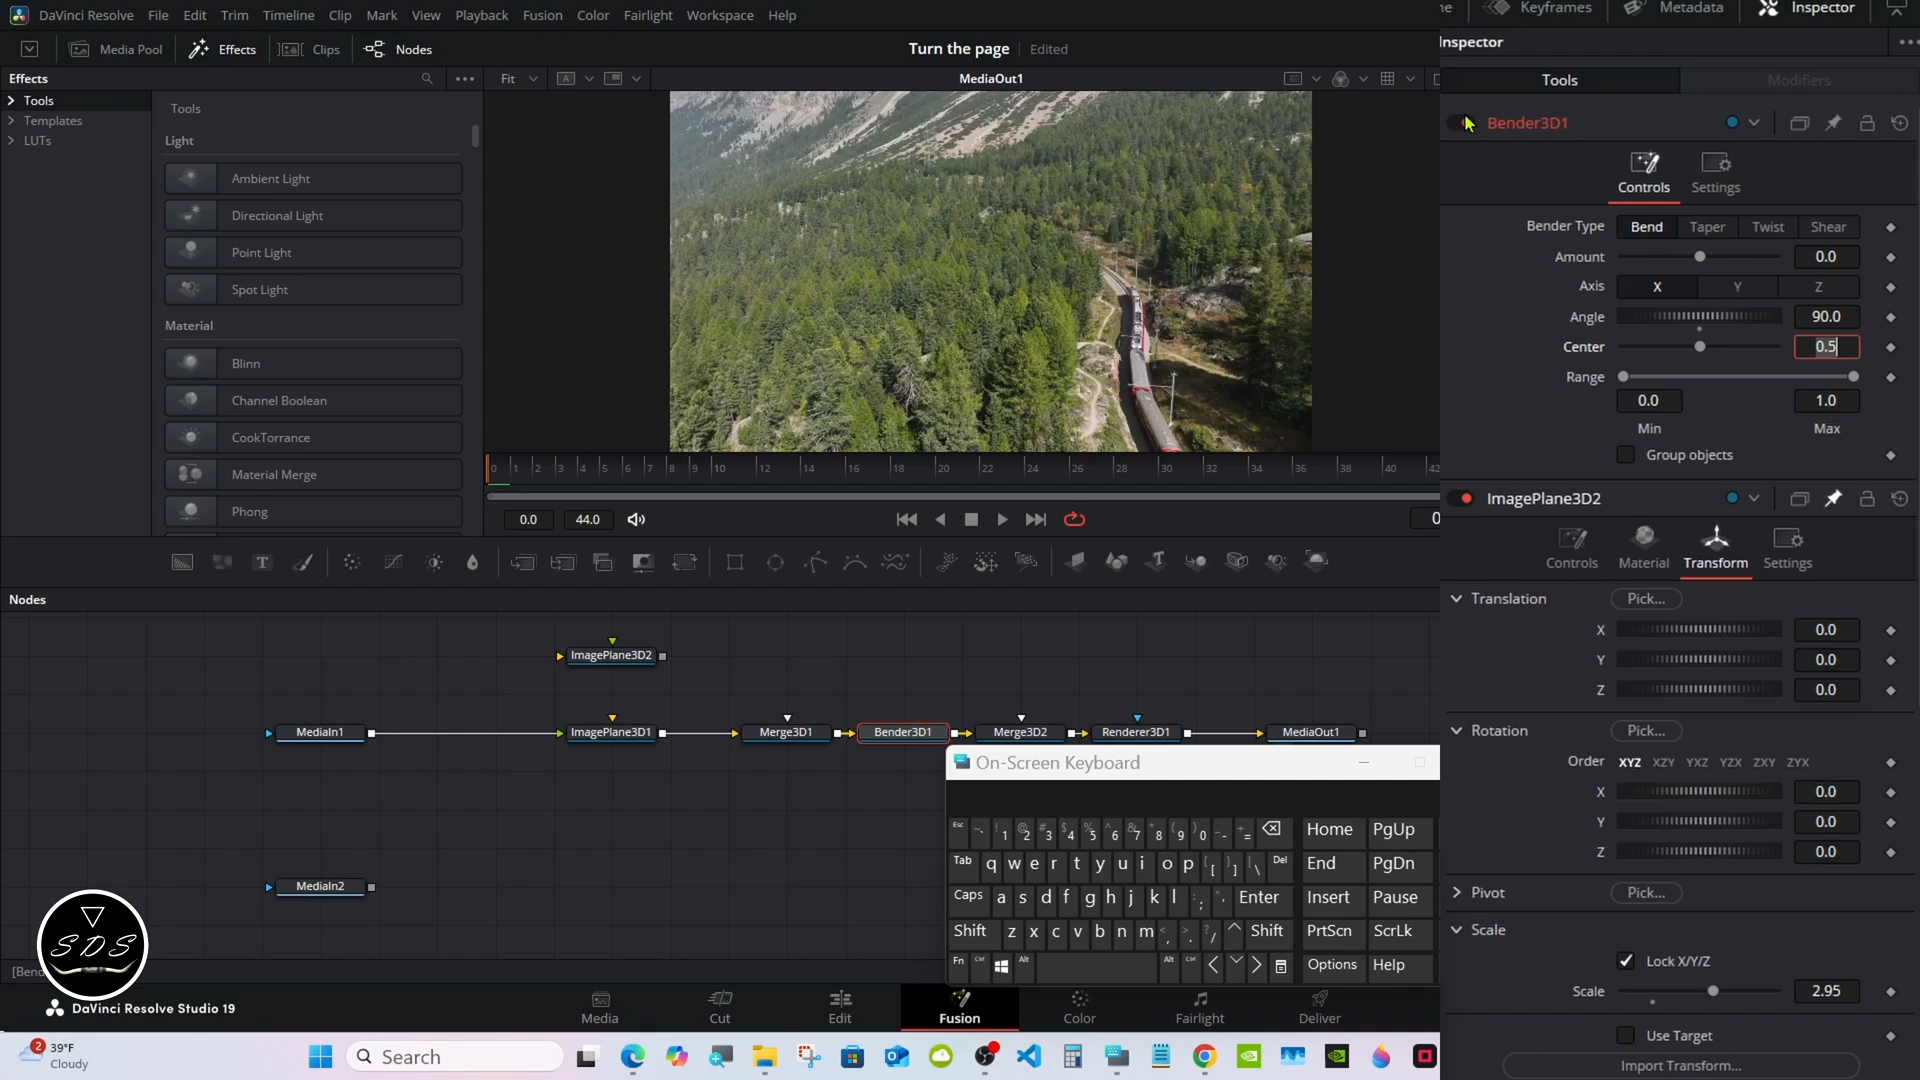 DaVinci Resolve File Edit Trim Timeline Clip Mark View Playback Fusion Color Fairlight Workspace Help
Keyframes Metadata Inspector
Media Pool Effects Clips Nodes
Turn the page Edited
Inspector
Effects
Fit
MediaOut1
Tools Modifiers
Tools
Templates
LUTs
Tools
Light
Ambient Light
Directional Light
Point Light
Spot Light
Material
Blinn
Channel Boolean
CookTorrance
Material Merge
Phong
0 1 2 3 4 5 6 7 8 9 10 12 14 16 18 20 22 24 26 28 30 32 34 36 38 40 42
0.0 44.0
Bender3D1
Controls Settings
Bender Type Bend Taper Twist Shear
Amount 0.0
Axis X Y Z
Angle 90.0
Center 0.5
Range
0.0 1.0
Min Max
Group objects
ImagePlane3D2
Controls Material Transform Settings
Translation Pick...
X 0.0
Y 0.0
Z 0.0
Rotation Pick...
Order XYZ XZY YXZ YZX ZXY ZYX
X 0.0
Y 0.0
Z 0.0
Pivot Pick...
Scale
Lock X/Y/Z
Scale 2.95
Use Target
Import Transform...
Nodes
ImagePlane3D2
MediaIn1 ImagePlane3D1 Merge3D1 Bender3D1 Merge3D2 Renderer3D1 MediaOut1
MediaIn2
On-Screen Keyboard
Esc ~ ` ! 1 @ 2 # 3 $ 4 % 5 ^ 6 & 7 * 8 ( 9 ) 0 _ - + = Home PgUp
Tab q w e r t y u i o p { [ } ] | \ Del End PgDn
Caps a s d f g h j k l : ; " ' Enter Insert Pause
Shift z x c v b n m < , > . ? / Shift PrtScn ScrLk
Fn Ctrl Alt Alt Ctrl Options Help
SDS
[Bend
DaVinci Resolve Studio 19
Media Cut Edit Fusion Color Fairlight Deliver
2
39°F
Cloudy
Search